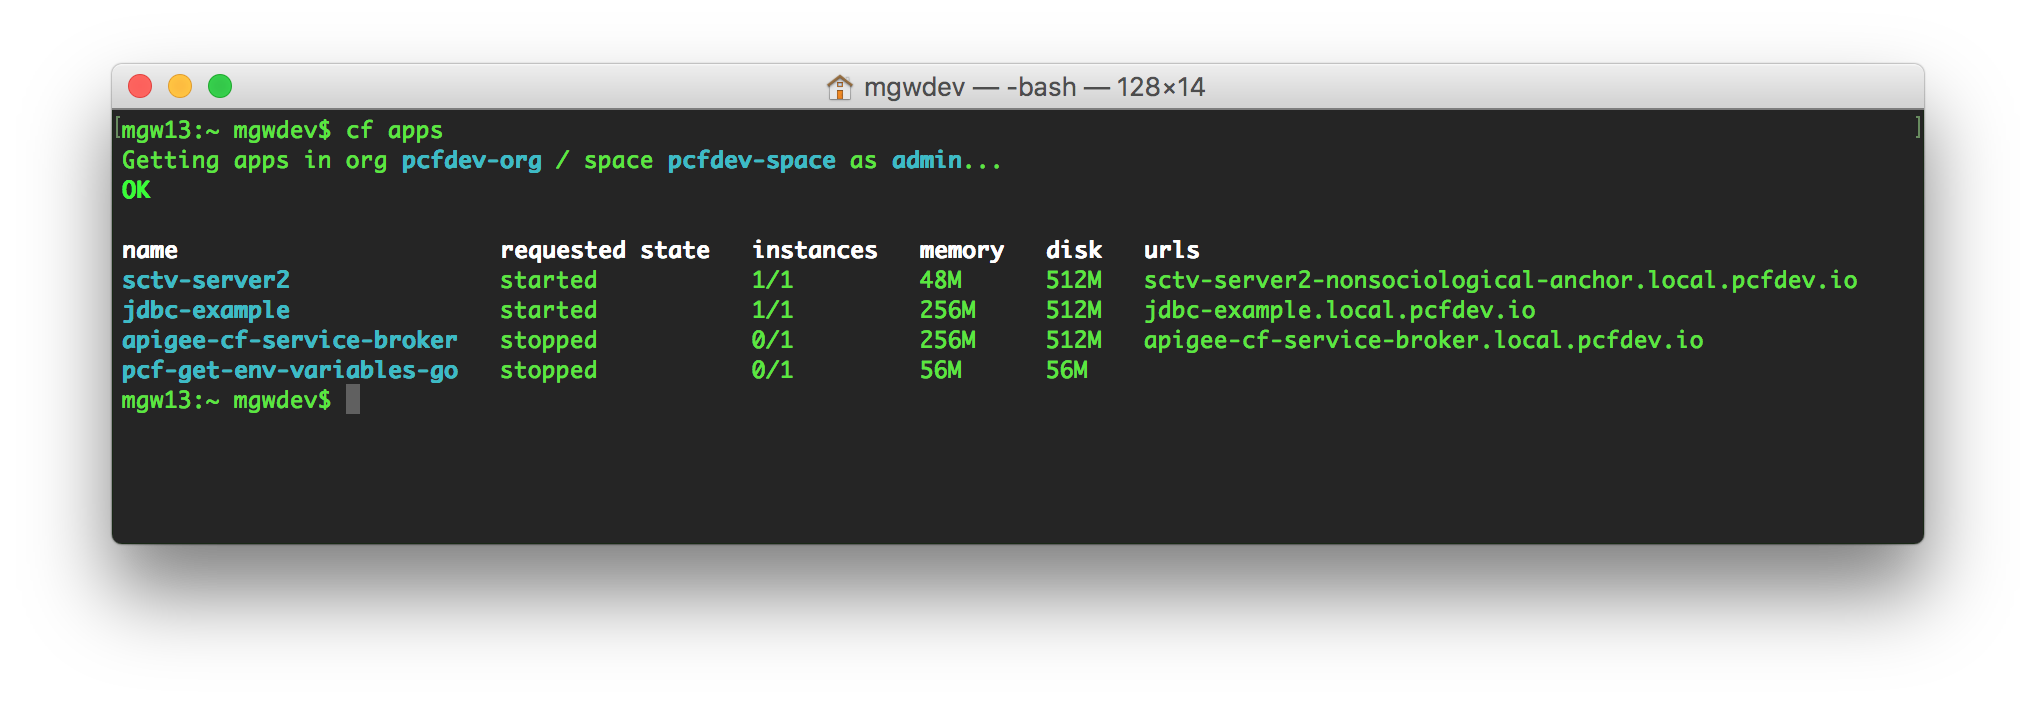 mgwdev — -bash — 128×14
[mgw13:~ mgwdev$ cf apps ]
Getting apps in org pcfdev-org / space pcfdev-space as admin...
OK
name requested state instances memory disk urls
sctv-server2 started 1/1 48M 512M sctv-server2-nonsociological-anchor.local.pcfdev.io
jdbc-example started 1/1 256M 512M jdbc-example.local.pcfdev.io
apigee-cf-service-broker stopped 0/1 256M 512M apigee-cf-service-broker.local.pcfdev.io
pcf-get-env-variables-go stopped 0/1 56M 56M
mgw13:~ mgwdev$